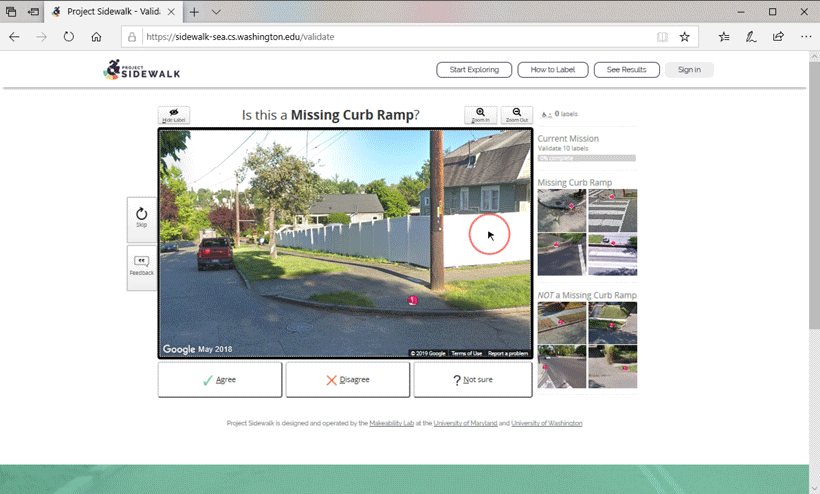 Project Sidewalk - Valida
https://sidewalk-sea.cs.washington.edu/validate
PROJECT
SIDEWALK
Start Exploring
How to Label
See Results
Sign in
Hide Label
Is this a Missing Curb Ramp?
Zoom In
Zoom Out
0 labels
Current Mission
Validate 10 labels
0% complete
Missing Curb Ramp
Skip
Feedback
NOT a Missing Curb Ramp
Google May 2018
© 2019 Google
Terms of Use
Report a problem
Agree
Disagree
Not sure
Project Sidewalk is designed and operated by the Makeability Lab at the University of Maryland and University of Washington